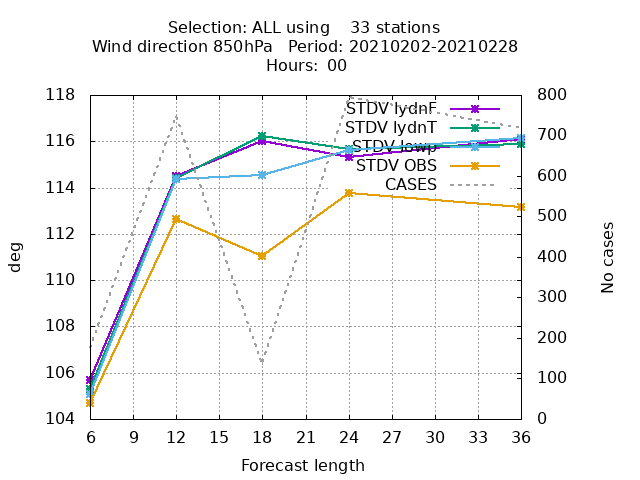 Selection: ALL using 33 stations
Wind direction 850hPa Period: 20210202-20210228
Hours: 00
118
116
114
112
110
108
106
104
800
700
600
500
400
300
200
100
0
6 9 12 15 18 21 24 27 30 33 36
deg
No cases
Forecast length
STDV lydnF
STDV lydnT
STDV
STDV OBS
CASES